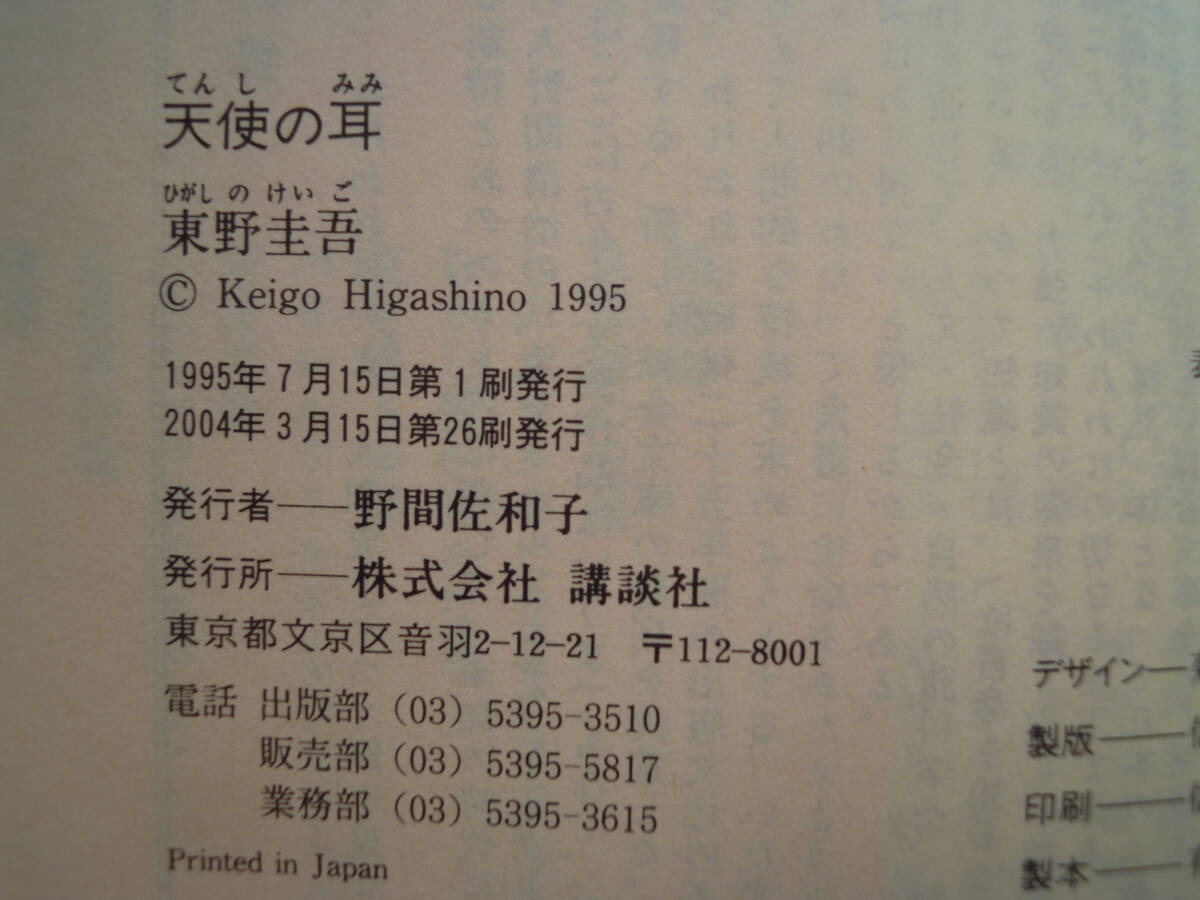 てんし みみ
天使の耳
ひがしの けいご
東野圭吾
© Keigo Higashino 1995
1995年7月15日第1刷発行
2004年3月15日第26刷発行
発行者——野間佐和子
発行所——株式会社 講談社
東京都文京区音羽2-12-21 〒112-8001
電話 出版部 (03) 5395-3510
販売部 (03) 5395-5817
業務部 (03) 5395-3615
Printed in Japan
デザイン—
製版——
印刷——
製本——